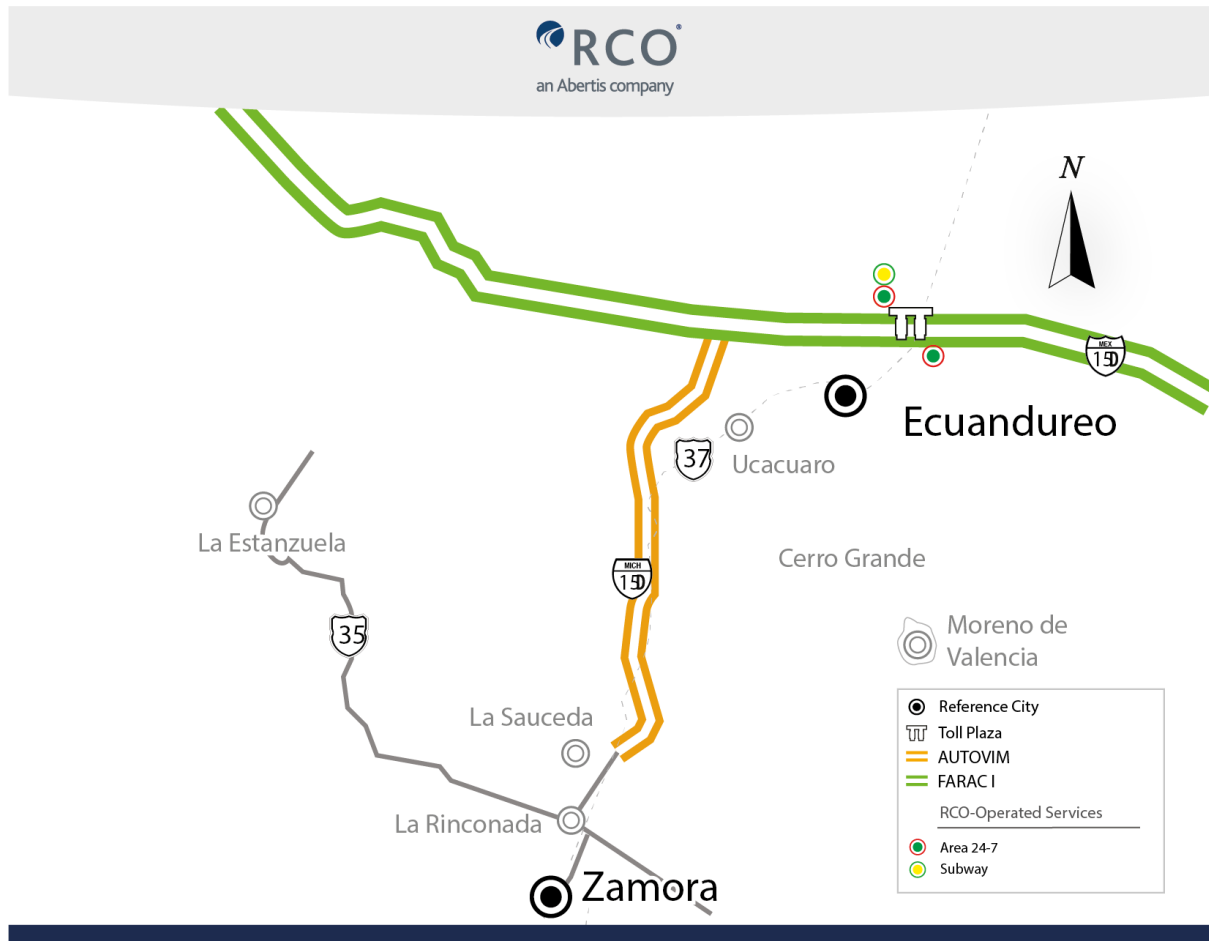 RCO®
an Abertis company
N
MEX
15D
Ecuandureo
37
Ucacuaro
La Estanzuela
Cerro Grande
MICH
15D
35
Moreno de
Valencia
La Sauceda
La Rinconada
Zamora
Reference City
Toll Plaza
AUTOVIM
FARAC I
RCO-Operated Services
Area 24-7
Subway